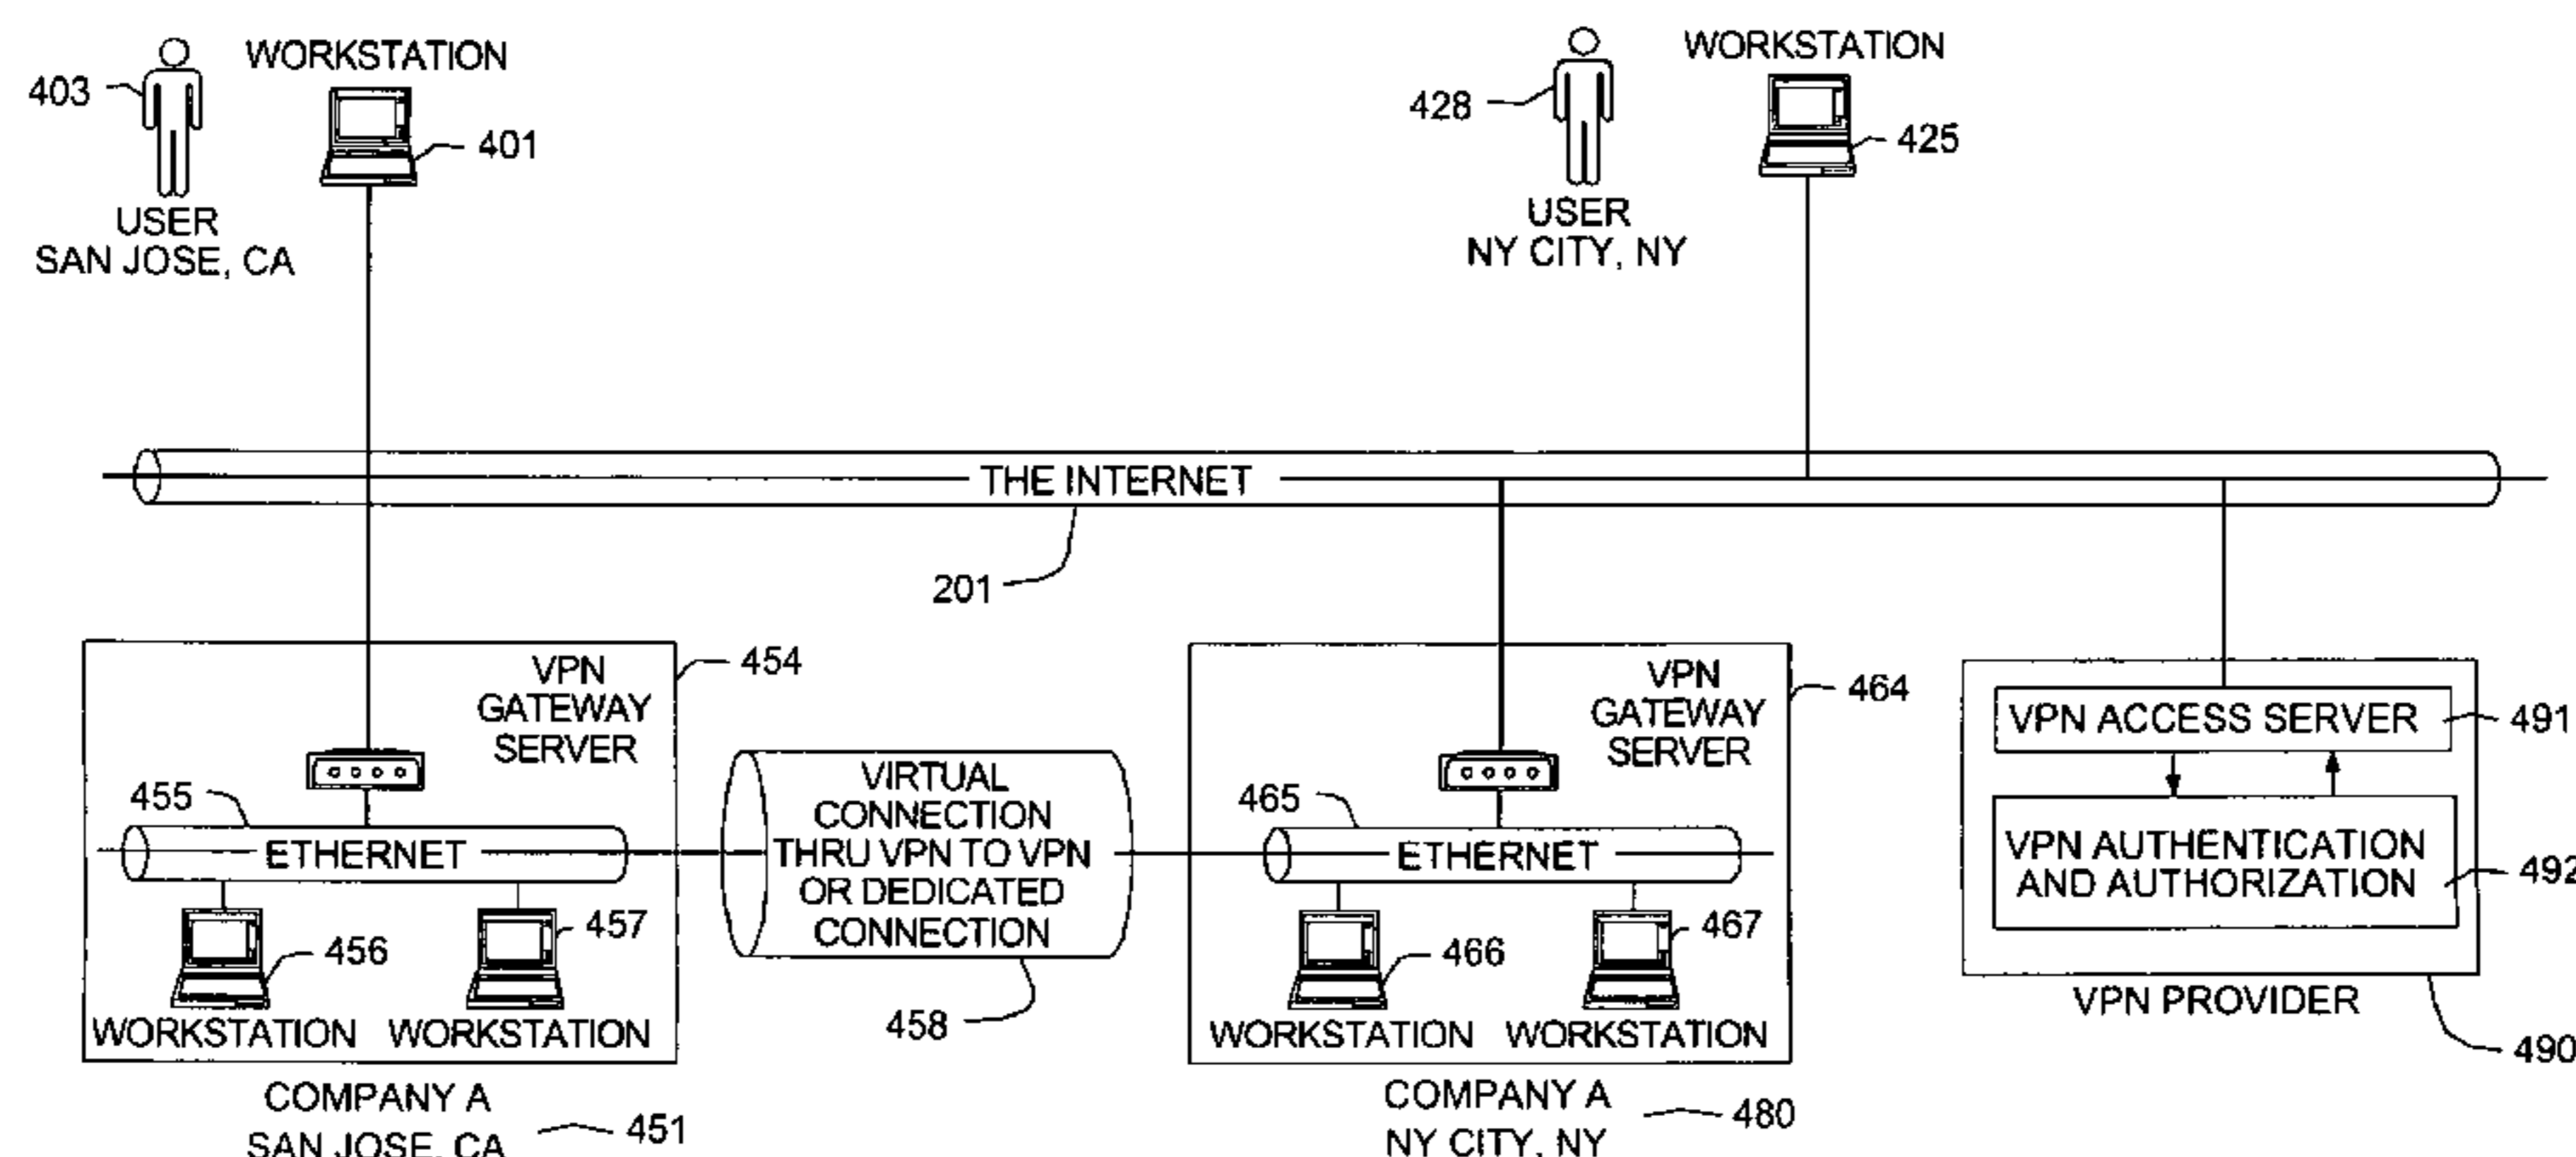 403
USER
SAN JOSE, CA
WORKSTATION
401
428
USER
NY CITY, NY
WORKSTATION
425
THE INTERNET
201
VPN
GATEWAY
SERVER
454
455
ETHERNET
456
457
WORKSTATION
WORKSTATION
COMPANY A
SAN JOSE, CA
451
VIRTUAL
CONNECTION
THRU VPN TO VPN
OR DEDICATED
CONNECTION
458
VPN
GATEWAY
SERVER
464
465
ETHERNET
466
467
WORKSTATION
WORKSTATION
COMPANY A
NY CITY, NY
480
VPN ACCESS SERVER
491
VPN AUTHENTICATION
AND AUTHORIZATION
492
VPN PROVIDER
490